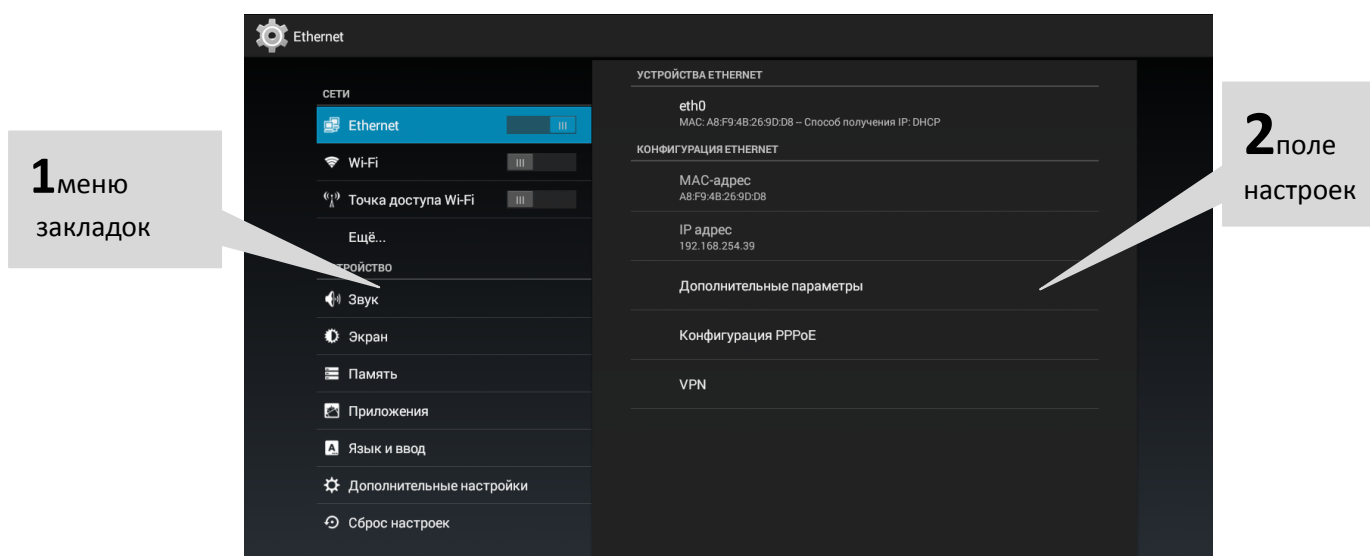 Ethernet
1меню
закладок
СЕТИ
Ethernet
Wi-Fi
Точка доступа Wi-Fi
Ещё...
ТРОЙСТВО
Звук
Экран
Память
Приложения
Язык и ввод
Дополнительные настройки
Сброс настроек
УСТРОЙСТВА ETHERNET
eth0
MAC: A8:F9:4B:26:9D:D8 -- Способ получения IP: DHCP
КОНФИГУРАЦИЯ ETHERNET
MAC-адрес
A8:F9:4B:26:9D:D8
IP адрес
192.168.254.39
Дополнительные параметры
Конфигурация PPPoE
VPN
2поле
настроек